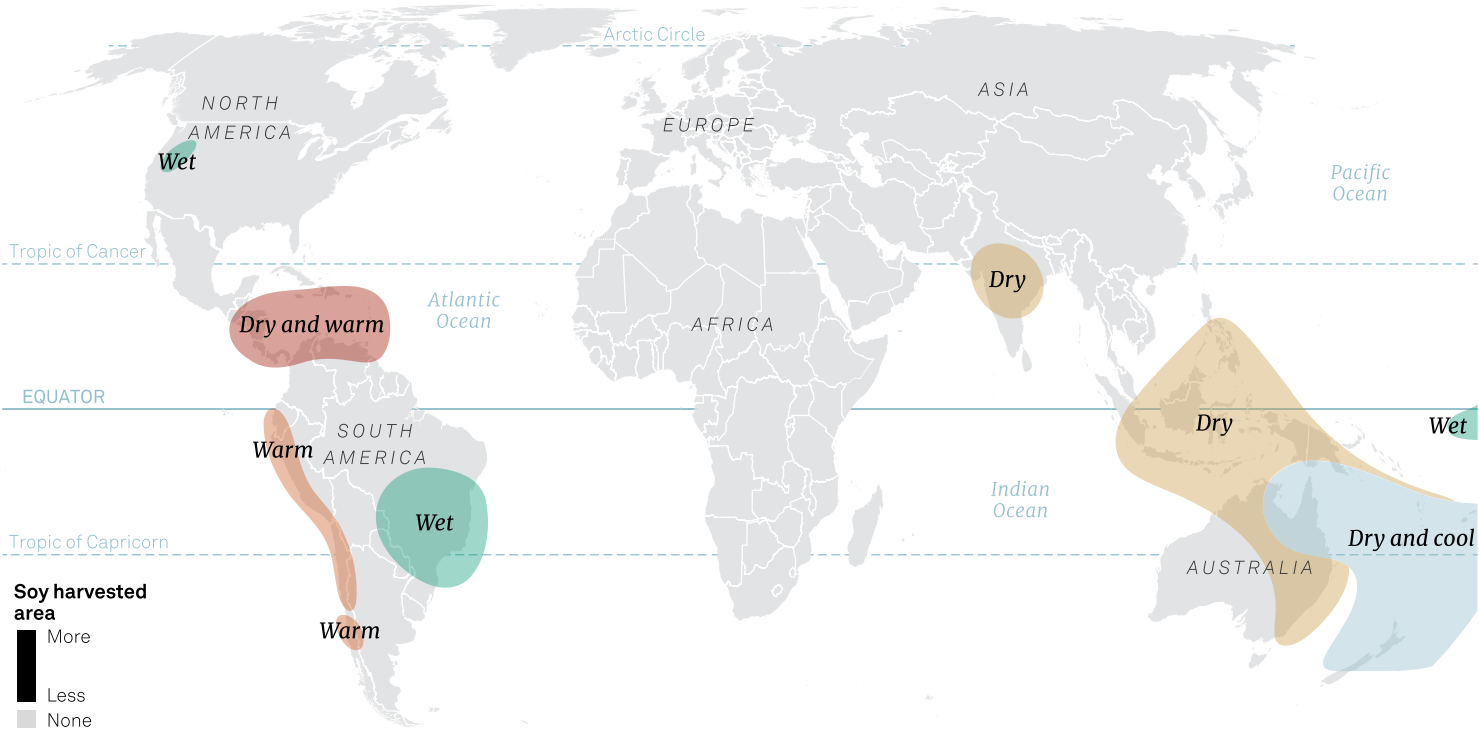 Arctic Circle
NORTH
AMERICA
Wet
EUROPE
ASIA
Pacific
Ocean
Tropic of Cancer
Dry and warm
Atlantic
Ocean
AFRICA
Dry
EQUATOR
Warm
SOUTH
AMERICA
Wet
Dry
Wet
Indian
Ocean
Tropic of Capricorn
Dry and cool
AUSTRALIA
Warm
Soy harvested
area
More
Less
None